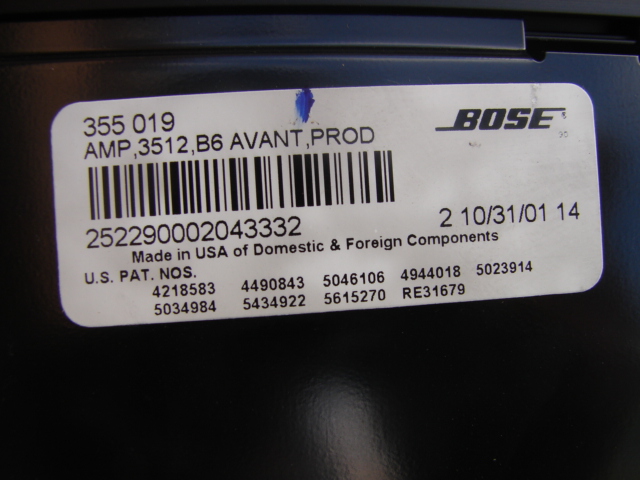 355 019
AMP,3512,B6 AVANT,PROD
BOSE
252290002043332
2 10/31/01 14
Made in USA of Domestic & Foreign Components
U.S. PAT. NOS.
4218583 4490843 5046106 4944018 5023914
5034984 5434922 5615270 RE31679